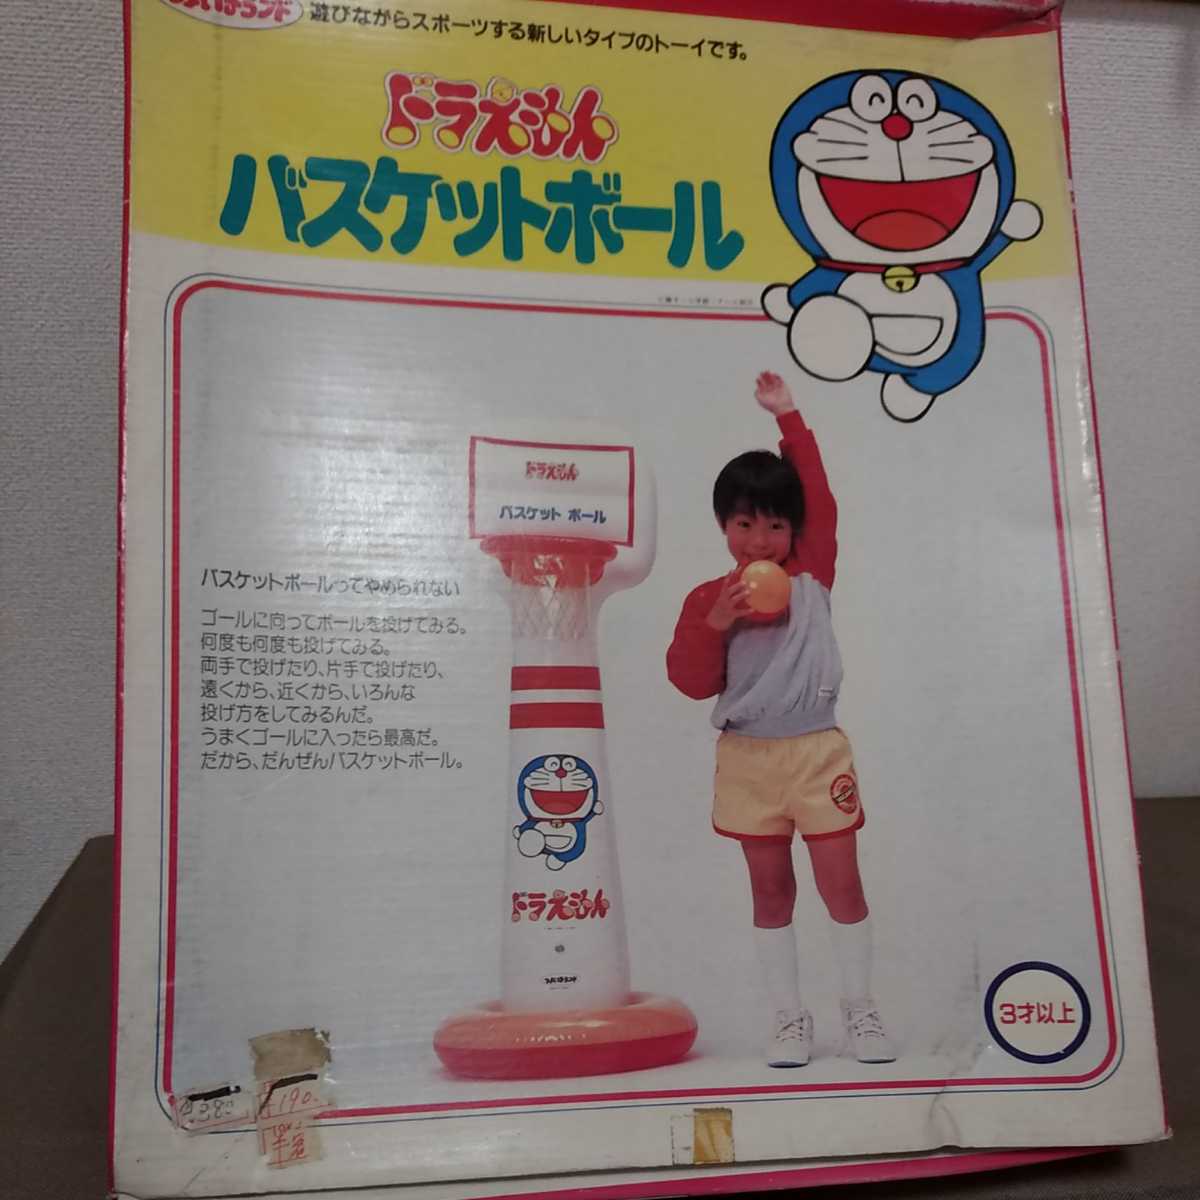 遊びながらスポーツする新しいタイプのトーイです。
ドラえもん
バスケットボール
ドラえもん
バスケット ボール
バスケットボールってやめられない
ゴールに向ってボールを投げてみる。
何度も何度も投げてみる。
両手で投げたり、片手で投げたり、
遠くから、近くから、いろんな
投げ方をしてみるんだ。
うまくゴールに入ったら最高だ。
だから、だんぜんバスケットボール。
ドラえもん
3才以上